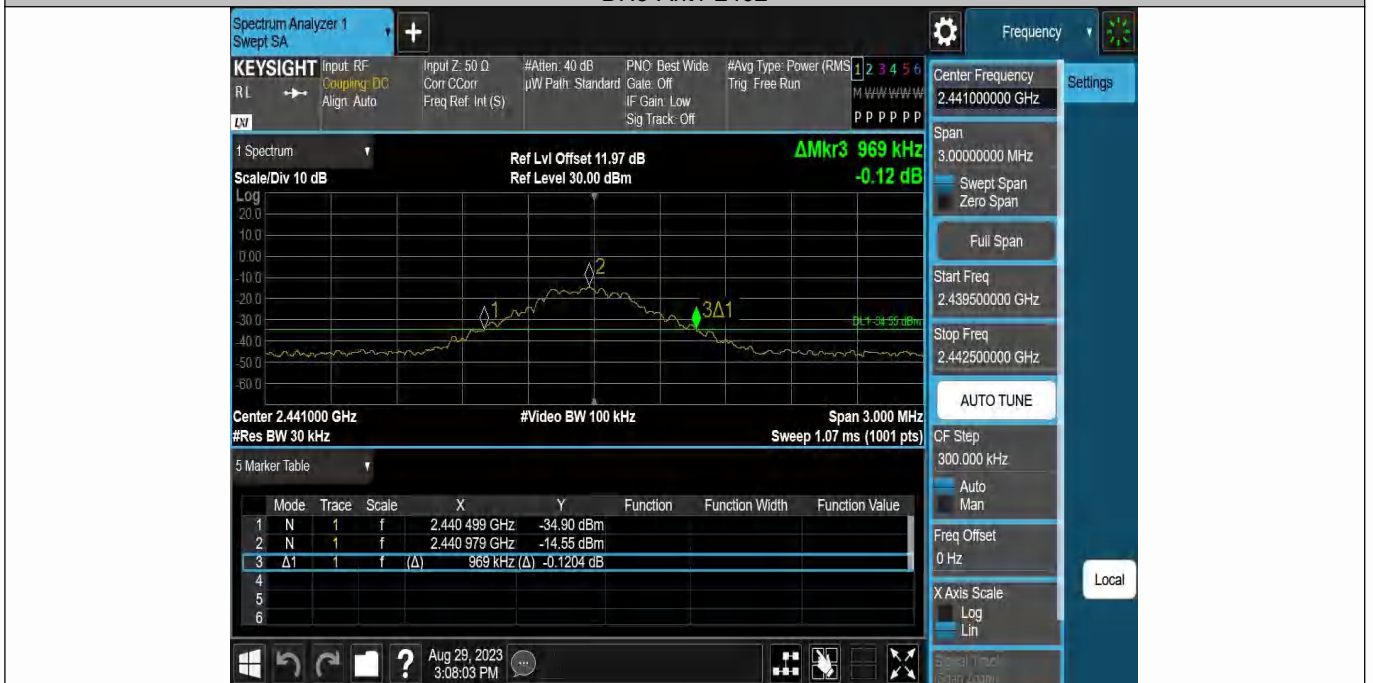 Spectrum Analyzer 1
Swept SA
+
Frequency
KEYSIGHT
RL
LXI
Input: RF
Coupling: DC
Align: Auto
Input Z: 50 Ω
Corr CCorr
Freq Ref: Int (S)
#Atten: 40 dB
µW Path: Standard
PNO: Best Wide
Gate: Off
IF Gain: Low
Sig Track: Off
#Avg Type: Power (RMS
Trig: Free Run
1 2 3 4 5 6
M W W W W W
P P P P P P
1 Spectrum
Scale/Div 10 dB
Ref Lvl Offset 11.97 dB
Ref Level 30.00 dBm
ΔMkr3 969 kHz
-0.12 dB
Log
20.0
10.0
0.00
-10.0
-20.0
-30.0
-40.0
-50.0
-60.0
1
2
3Δ1
DL1 -34.55 dBm
Center 2.441000 GHz
#Video BW 100 kHz
Span 3.000 MHz
#Res BW 30 kHz
Sweep 1.07 ms (1001 pts)
5 Marker Table
Mode Trace Scale X Y Function Function Width Function Value
1 N 1 f 2.440 499 GHz -34.90 dBm
2 N 1 f 2.440 979 GHz -14.55 dBm
3 Δ1 1 f (Δ) 969 kHz (Δ) -0.1204 dB
4
5
6
Aug 29, 2023
3:08:03 PM
?
Center Frequency
2.441000000 GHz
Settings
Span
3.00000000 MHz
Swept Span
Zero Span
Full Span
Start Freq
2.439500000 GHz
Stop Freq
2.442500000 GHz
AUTO TUNE
CF Step
300.000 kHz
Auto
Man
Freq Offset
0 Hz
X Axis Scale
Log
Lin
Local
Signal Track
(Span Zoom)